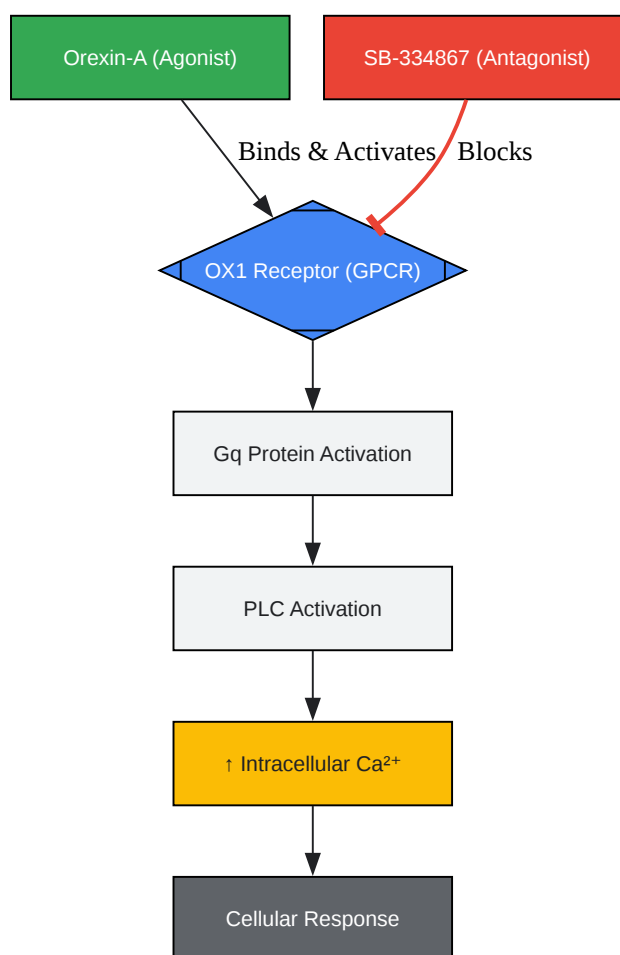 Orexin-A (Agonist)
SB-334867 (Antagonist)
Binds & Activates
Blocks
OX1 Receptor (GPCR)
Gq Protein Activation
PLC Activation
↑ Intracellular Ca²⁺
Cellular Response